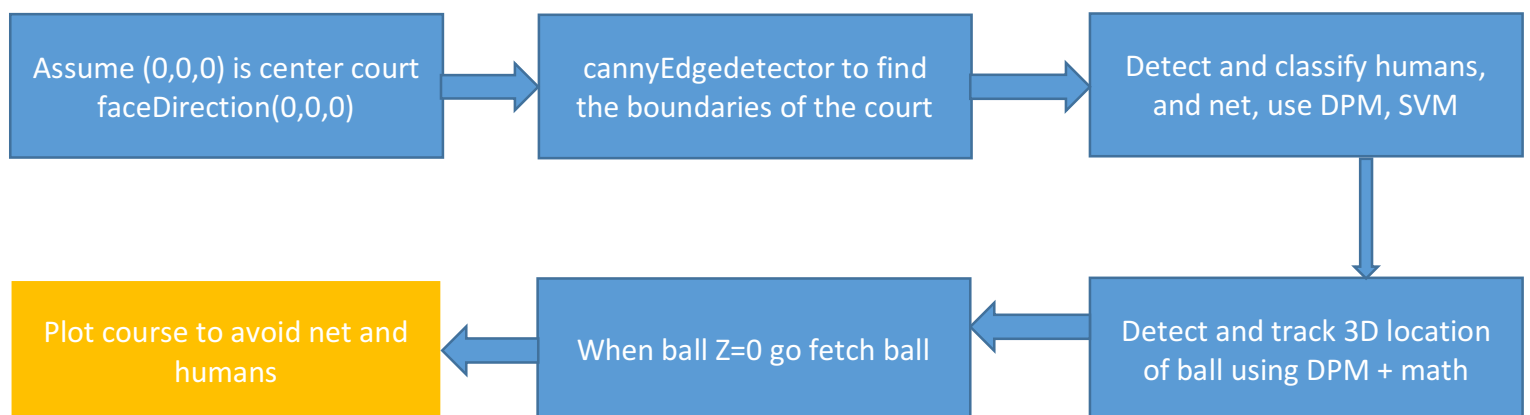 Assume (0,0,0) is center court
faceDirection(0,0,0)
cannyEdgedetector to find
the boundaries of the court
Detect and classify humans,
and net, use DPM, SVM
Detect and track 3D location
of ball using DPM + math
When ball Z=0 go fetch ball
Plot course to avoid net and
humans